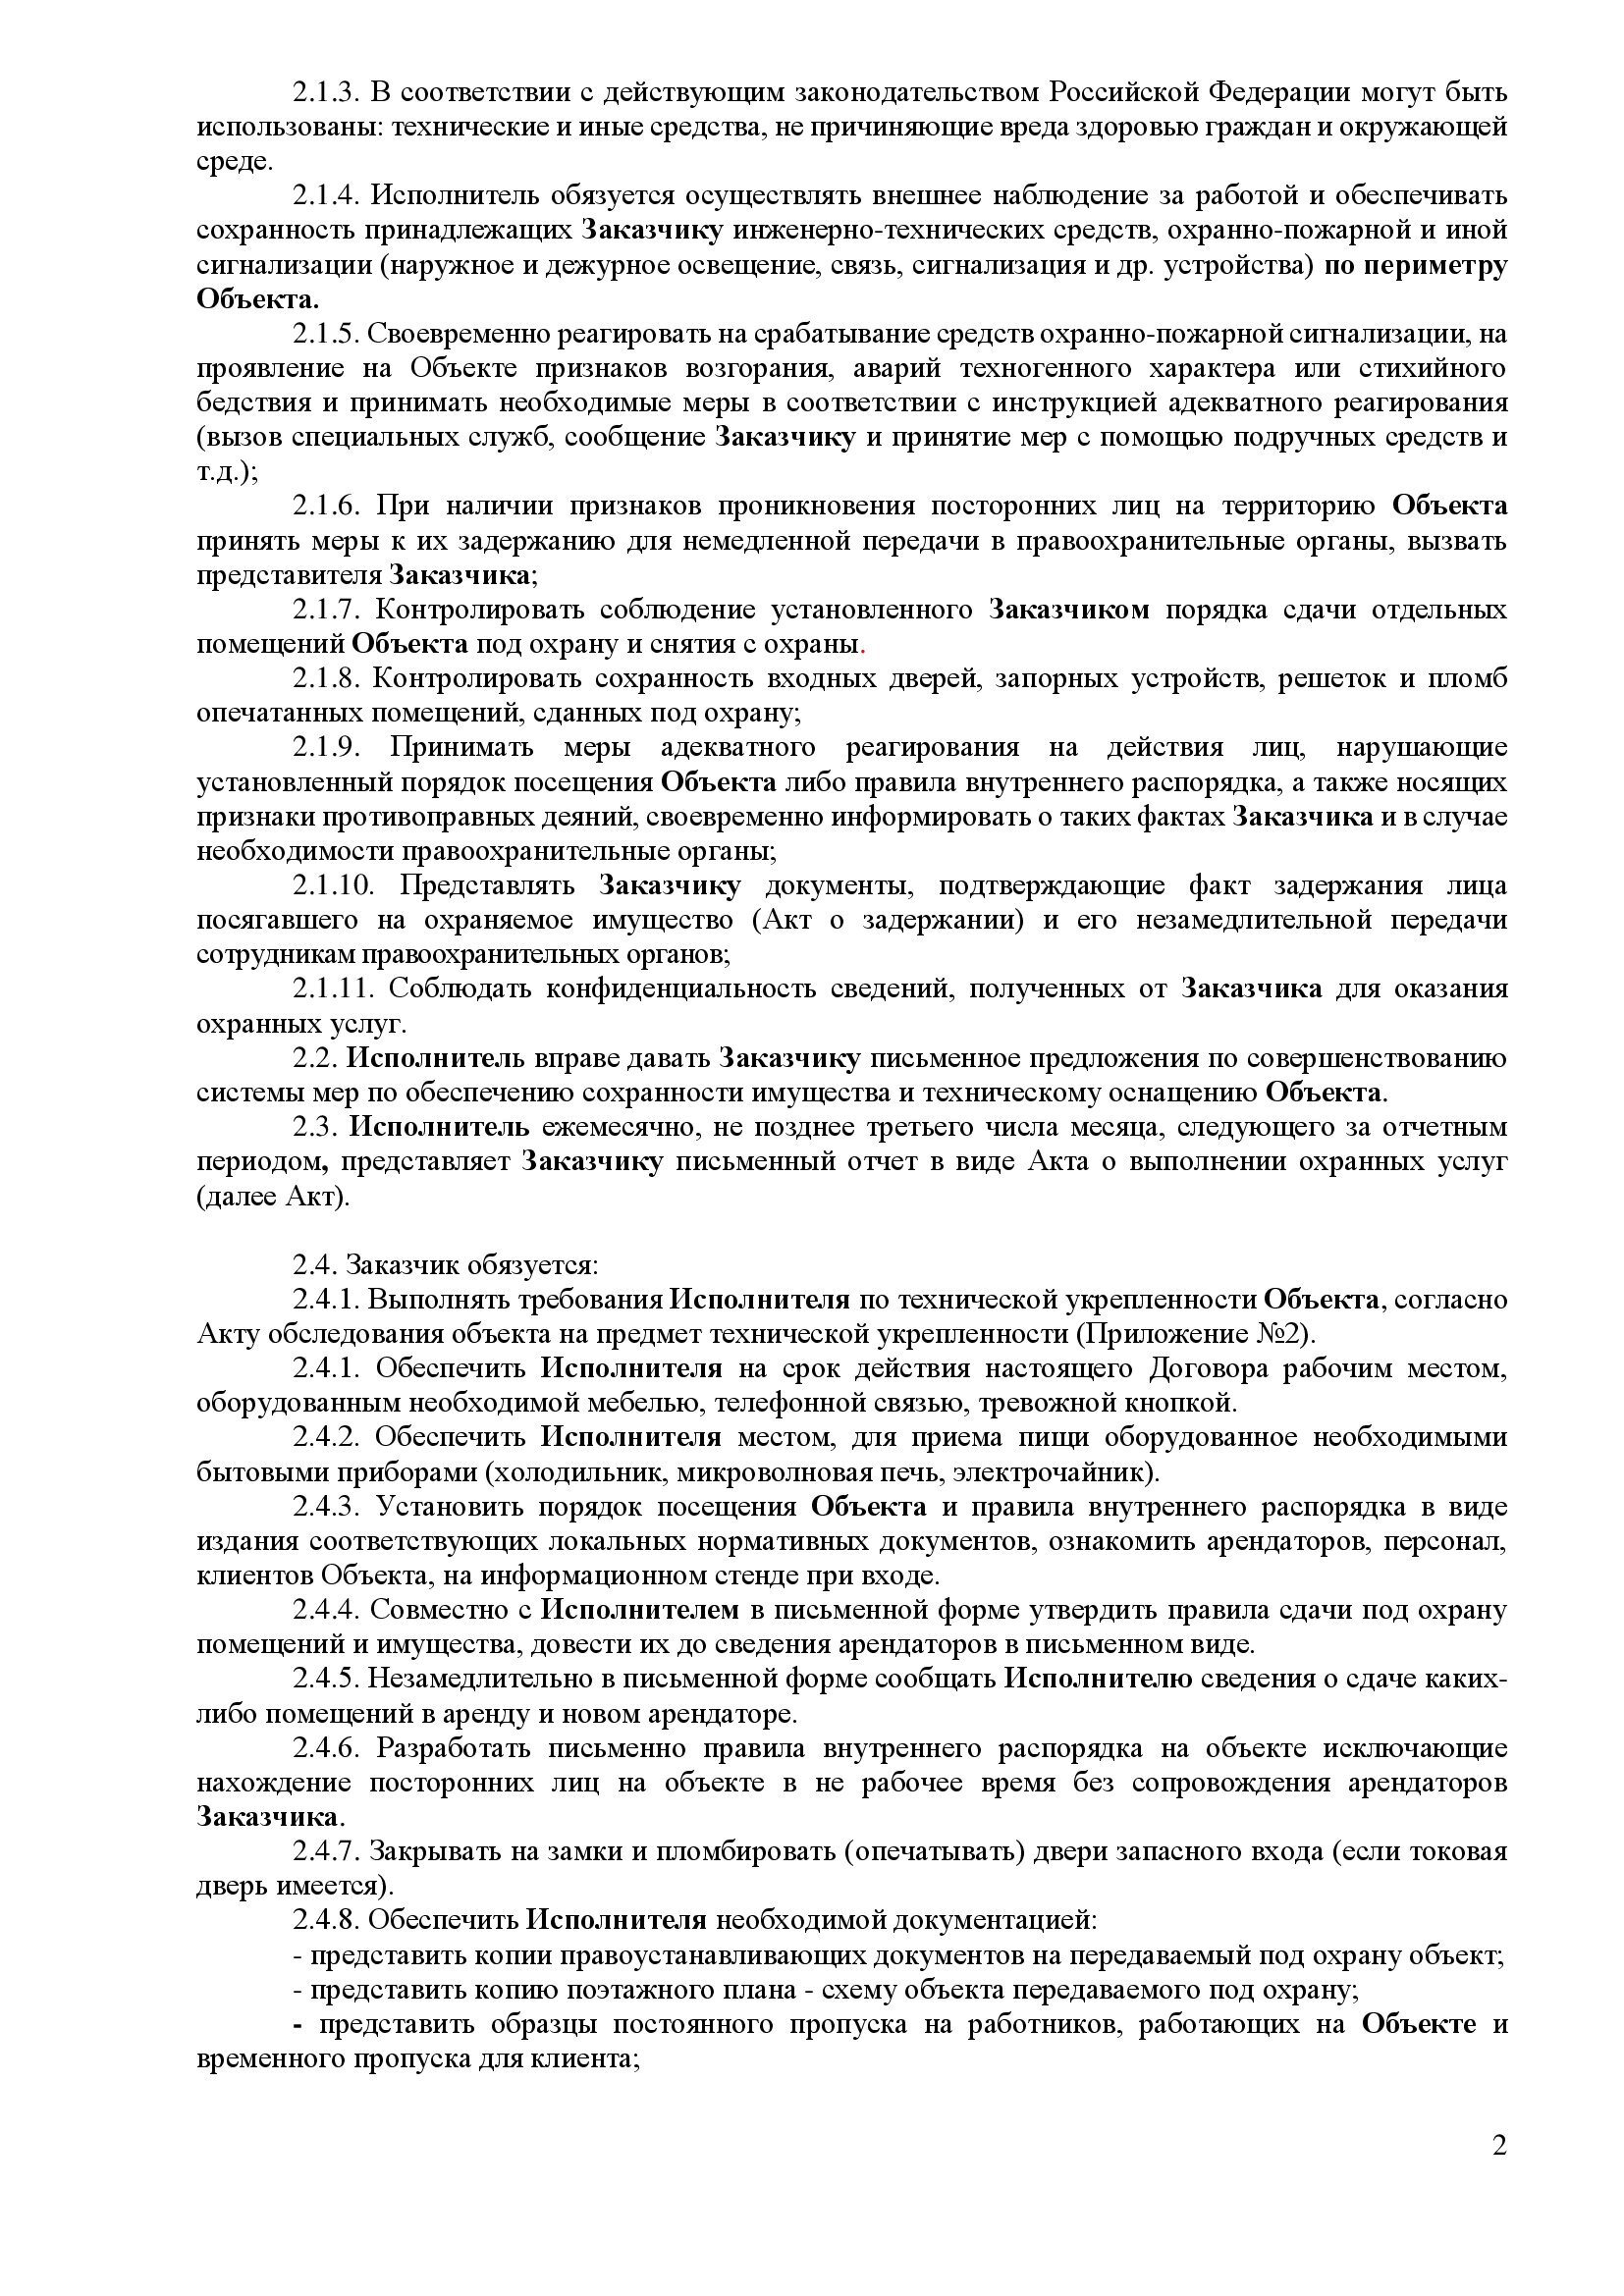 2.1.3. В соответствии с действующим законодательством Российской Федерации могут быть
использованы: технические и иные средства, не причиняющие вреда здоровью граждан и окружающей
среде.
2.1.4. Исполнитель обязуется осуществлять внешнее наблюдение за работой и обеспечивать
сохранность принадлежащих Заказчику инженерно-технических средств, охранно-пожарной и иной
сигнализации (наружное и дежурное освещение, связь, сигнализация и др. устройства) по периметру
Объекта.
2.1.5. Своевременно реагировать на срабатывание средств охранно-пожарной сигнализации, на
проявление на Объекте признаков возгорания, аварий техногенного характера или стихийного
бедствия и принимать необходимые меры в соответствии с инструкцией адекватного реагирования
(вызов специальных служб, сообщение Заказчику и принятие мер с помощью подручных средств и
т.д.);
2.1.6. При наличии признаков проникновения посторонних лиц на территорию Объекта
принять меры к их задержанию для немедленной передачи в правоохранительные органы, вызвать
представителя Заказчика;
2.1.7. Контролировать соблюдение установленного Заказчиком порядка сдачи отдельных
помещений Объекта под охрану и снятия с охраны.
2.1.8. Контролировать сохранность входных дверей, запорных устройств, решеток и пломб
опечатанных помещений, сданных под охрану;
2.1.9. Принимать меры адекватного реагирования на действия лиц, нарушающие
установленный порядок посещения Объекта либо правила внутреннего распорядка, а также носящих
признаки противоправных деяний, своевременно информировать о таких фактах Заказчика и в случае
необходимости правоохранительные органы;
2.1.10. Представлять Заказчику документы, подтверждающие факт задержания лица
посягавшего на охраняемое имущество (Акт о задержании) и его незамедлительной передачи
сотрудникам правоохранительных органов;
2.1.11. Соблюдать конфиденциальность сведений, полученных от Заказчика для оказания
охранных услуг.
2.2. Исполнитель вправе давать Заказчику письменное предложения по совершенствованию
системы мер по обеспечению сохранности имущества и техническому оснащению Объекта.
2.3. Исполнитель ежемесячно, не позднее третьего числа месяца, следующего за отчетным
периодом, представляет Заказчику письменный отчет в виде Акта о выполнении охранных услуг
(далее Акт).
2.4. Заказчик обязуется:
2.4.1. Выполнять требования Исполнителя по технической укрепленности Объекта, согласно
Акту обследования объекта на предмет технической укрепленности (Приложение №2).
2.4.1. Обеспечить Исполнителя на срок действия настоящего Договора рабочим местом,
оборудованным необходимой мебелью, телефонной связью, тревожной кнопкой.
2.4.2. Обеспечить Исполнителя местом, для приема пищи оборудованное необходимыми
бытовыми приборами (холодильник, микроволновая печь, электрочайник).
2.4.3. Установить порядок посещения Объекта и правила внутреннего распорядка в виде
издания соответствующих локальных нормативных документов, ознакомить арендаторов, персонал,
клиентов Объекта, на информационном стенде при входе.
2.4.4. Совместно с Исполнителем в письменной форме утвердить правила сдачи под охрану
помещений и имущества, довести их до сведения арендаторов в письменном виде.
2.4.5. Незамедлительно в письменной форме сообщать Исполнителю сведения о сдаче каких-
либо помещений в аренду и новом арендаторе.
2.4.6. Разработать письменно правила внутреннего распорядка на объекте исключающие
нахождение посторонних лиц на объекте в не рабочее время без сопровождения арендаторов
Заказчика.
2.4.7. Закрывать на замки и пломбировать (опечатывать) двери запасного входа (если токовая
дверь имеется).
2.4.8. Обеспечить Исполнителя необходимой документацией:
- представить копии правоустанавливающих документов на передаваемый под охрану объект;
- представить копию поэтажного плана - схему объекта передаваемого под охрану;
- представить образцы постоянного пропуска на работников, работающих на Объекте и
временного пропуска для клиента;
2